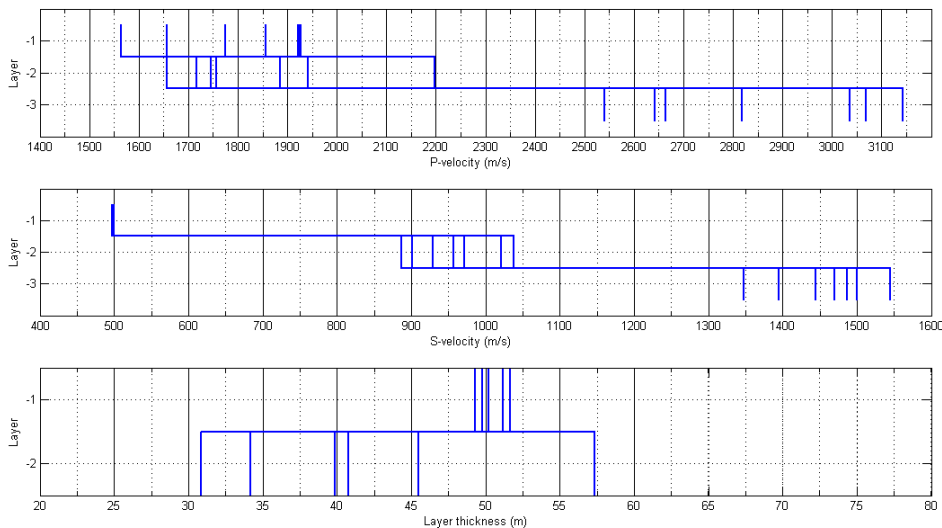 Layer
-1
-2
-3
1400 1500 1600 1700 1800 1900 2000 2100 2200 2300 2400 2500 2600 2700 2800 2900 3000 3100
P-velocity (m/s)
Layer
-1
-2
-3
400 500 600 700 800 900 1000 1100 1200 1300 1400 1500 1600
S-velocity (m/s)
Layer
-1
-2
20 25 30 35 40 45 50 55 60 65 70 75 80
Layer thickness (m)